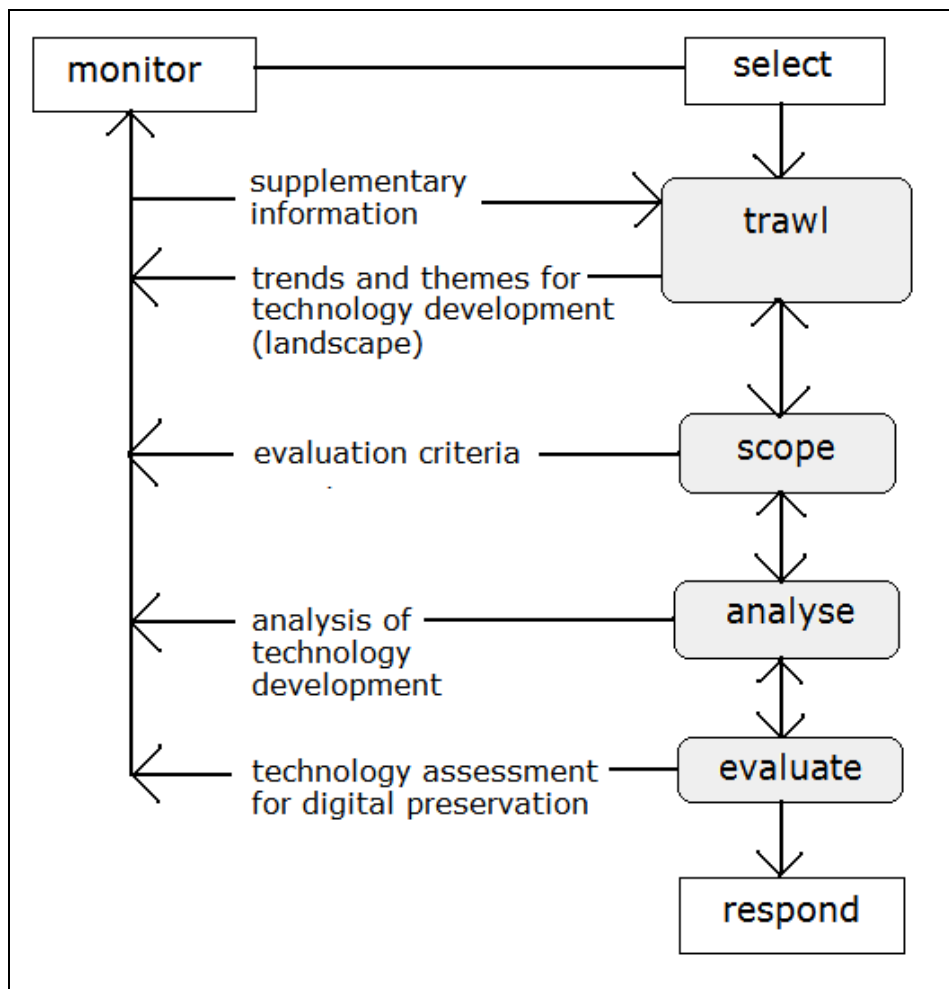 monitor
select
supplementary
information
trawl
trends and themes for
technology development
(landscape)
scope
evaluation criteria
analyse
analysis of
technology
development
evaluate
technology assessment
for digital preservation
respond